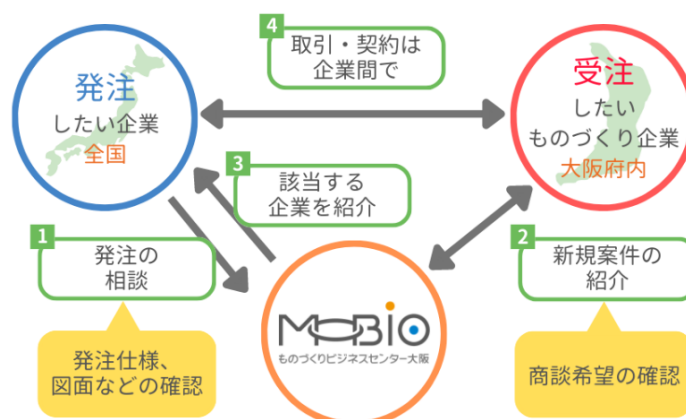 4
取引・契約は
企業間で
発注
したい企業
全国
受注
したい
ものづくり企業
大阪府内
3
該当する
企業を紹介
1
発注の
相談
2
新規案件の
紹介
MOBIO
ものづくりビジネスセンター大阪
発注仕様、
図面などの確認
商談希望の確認